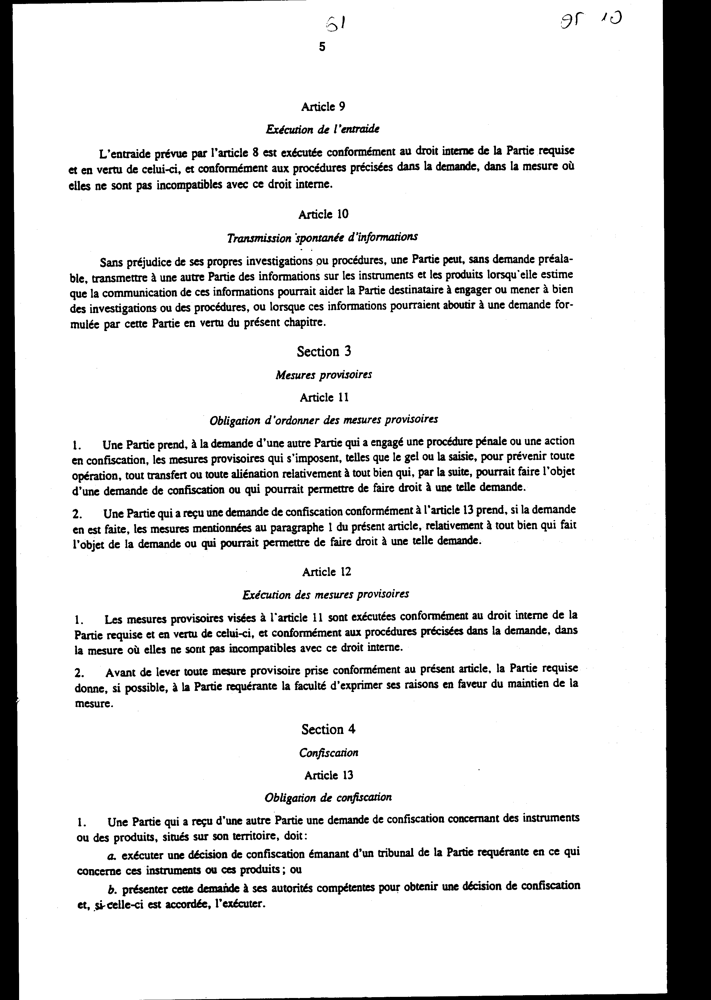 61
5
Article 9
Exécution de l'entraide
L'entraide prévue par l'article 8 est exécutée conformément au droit interne de la Partie requise
et en vertu de celui-ci, et conformément aux procédures précisées dans la demande, dans la mesure où
elles ne sont pas incompatibles avec ce droit interne.
Article 10
Transmission spontanée d'informations
Sans préjudice de ses propres investigations ou procédures, une Partie peut, sans demande préala-
ble, transmettre à une autre Partie des informations sur les instruments et les produits lorsqu'elle estime
que la communication de ces informations pourrait aider la Partie destinataire à engager ou mener à bien
des investigations ou des procédures, ou lorsque ces informations pourraient aboutir à une demande for-
mulée par cette Partie en vertu du présent chapitre.
Section 3
Mesures provisoires
Article 11
Obligation d'ordonner des mesures provisoires
1. Une Partie prend, à la demande d'une autre Partie qui a engagé une procédure pénale ou une action
en confiscation, les mesures provisoires qui s'imposent, telles que le gel ou la saisie, pour prévenir toute
opération, tout transfert ou toute aliénation relativement à tout bien qui, par la suite, pourrait faire l'objet
d'une demande de confiscation ou qui pourrait permettre de faire droit à une telle demande.
2. Une Partie qui a reçu une demande de confiscation conformément à l'article 13 prend, si la demande
en est faite, les mesures mentionnées au paragraphe 1 du présent article, relativement à tout bien qui fait
l'objet de la demande ou qui pourrait permettre de faire droit à une telle demande.
Article 12
Exécution des mesures provisoires
1. Les mesures provisoires visées à l'article 11 sont exécutées conformément au droit interne de la
Partie requise et en vertu de celui-ci, et conformément aux procédures précisées dans la demande, dans
la mesure où elles ne sont pas incompatibles avec ce droit interne.
2. Avant de lever toute mesure provisoire prise conformément au présent article, la Partie requise
donne, si possible, à la Partie requérante la faculté d'exprimer ses raisons en faveur du maintien de la
mesure.
Section 4
Confiscation
Article 13
Obligation de confiscation
1. Une Partie qui a reçu d'une autre Partie une demande de confiscation concernant des instruments
ou des produits, situés sur son territoire, doit :
a. exécuter une décision de confiscation émanant d'un tribunal de la Partie requérante en ce qui
concerne ces instruments ou ces produits ; ou
b. présenter cette demande à ses autorités compétentes pour obtenir une décision de confiscation
et, si celle-ci est accordée, l'exécuter.